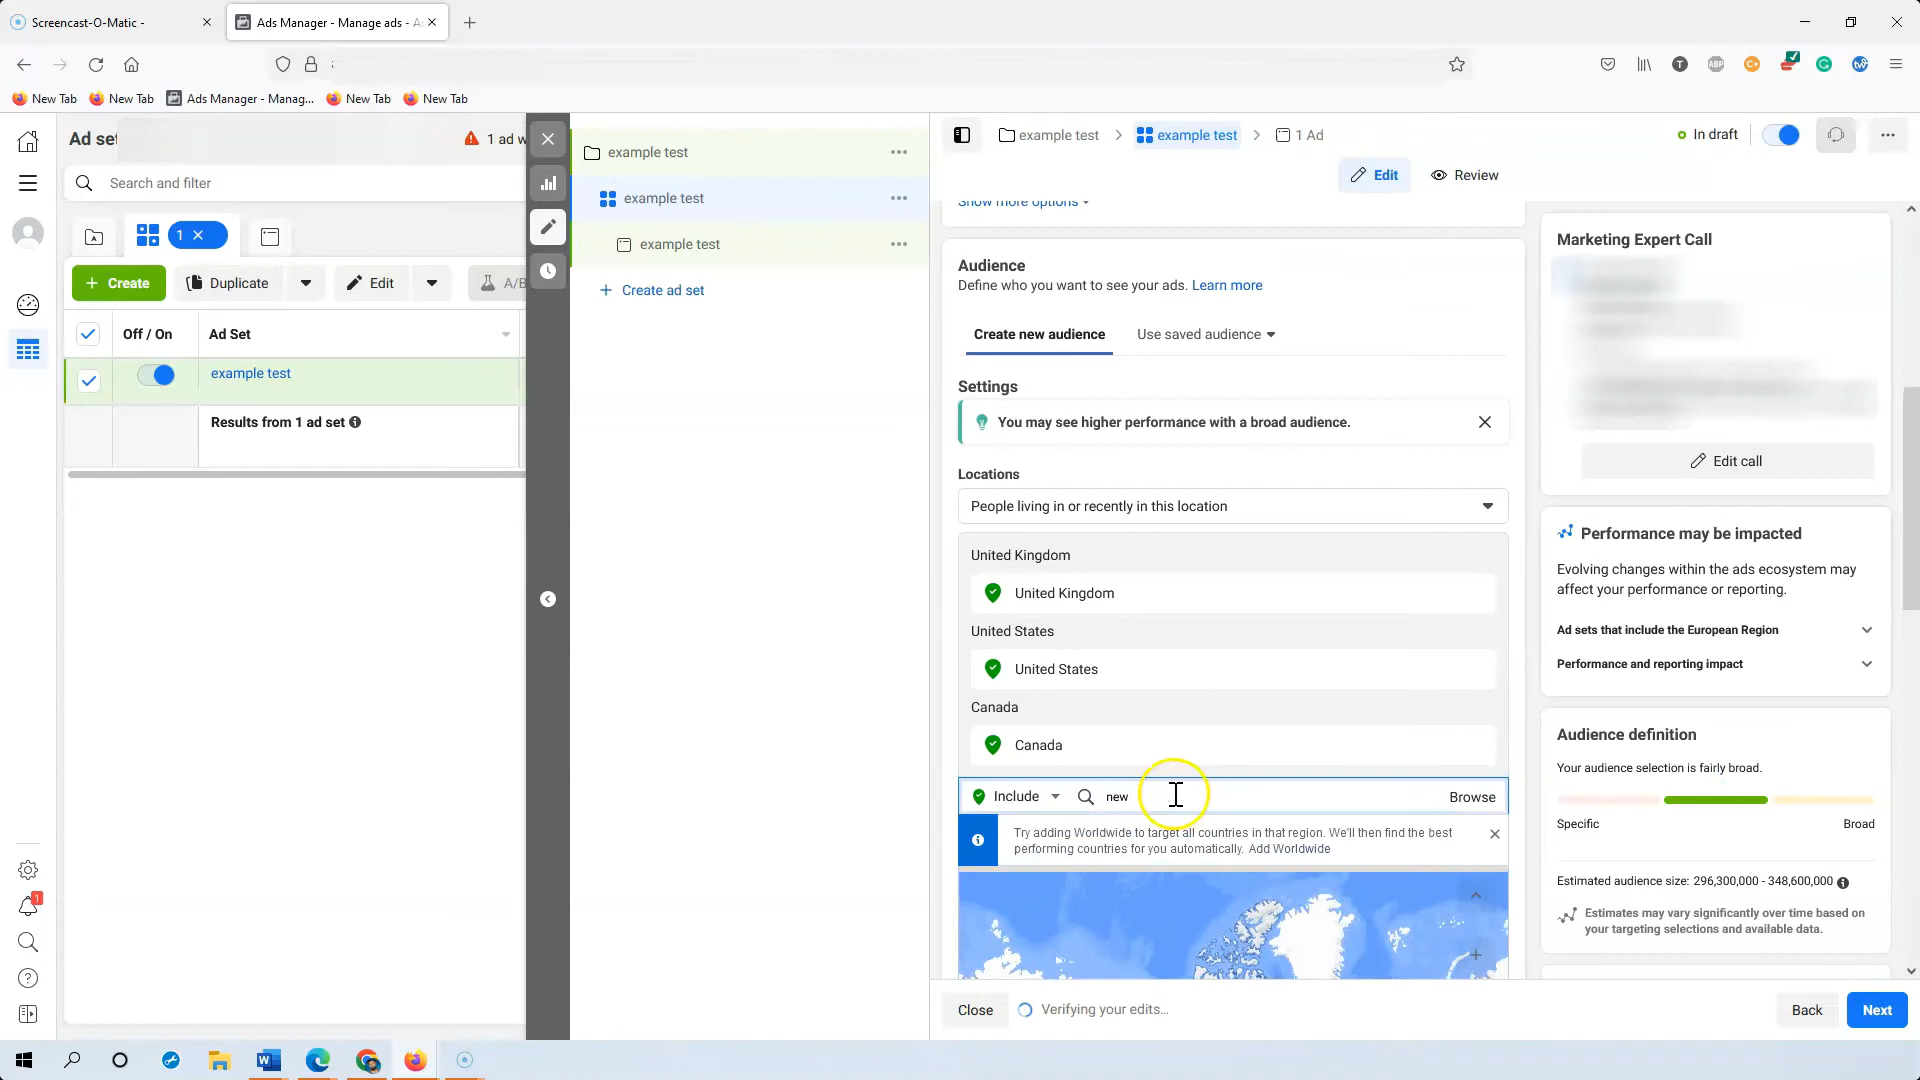 Screencast-O-Matic -
Ads Manager - Manage ads - A
New Tab
New Tab
Ads Manager - Manag...
New Tab
New Tab
Ad set
1 ad w
Search and filter
1
Create
Duplicate
Edit
A/B
Off / On
Ad Set
example test
Results from 1 ad set
example test
example test
example test
Create ad set
example test
example test
1 Ad
In draft
Edit
Review
Show more options
Audience
Define who you want to see your ads. Learn more
Create new audience
Use saved audience
Settings
You may see higher performance with a broad audience.
Locations
People living in or recently in this location
United Kingdom
United Kingdom
United States
United States
Canada
Canada
Include
new
Browse
Try adding Worldwide to target all countries in that region. We'll then find the best
performing countries for you automatically. Add Worldwide
Close
Verifying your edits...
Back
Next
Marketing Expert Call
Edit call
Performance may be impacted
Evolving changes within the ads ecosystem may
affect your performance or reporting.
Ad sets that include the European Region
Performance and reporting impact
Audience definition
Your audience selection is fairly broad.
Specific
Broad
Estimated audience size: 296,300,000 - 348,600,000
Estimates may vary significantly over time based on
your targeting selections and available data.
1